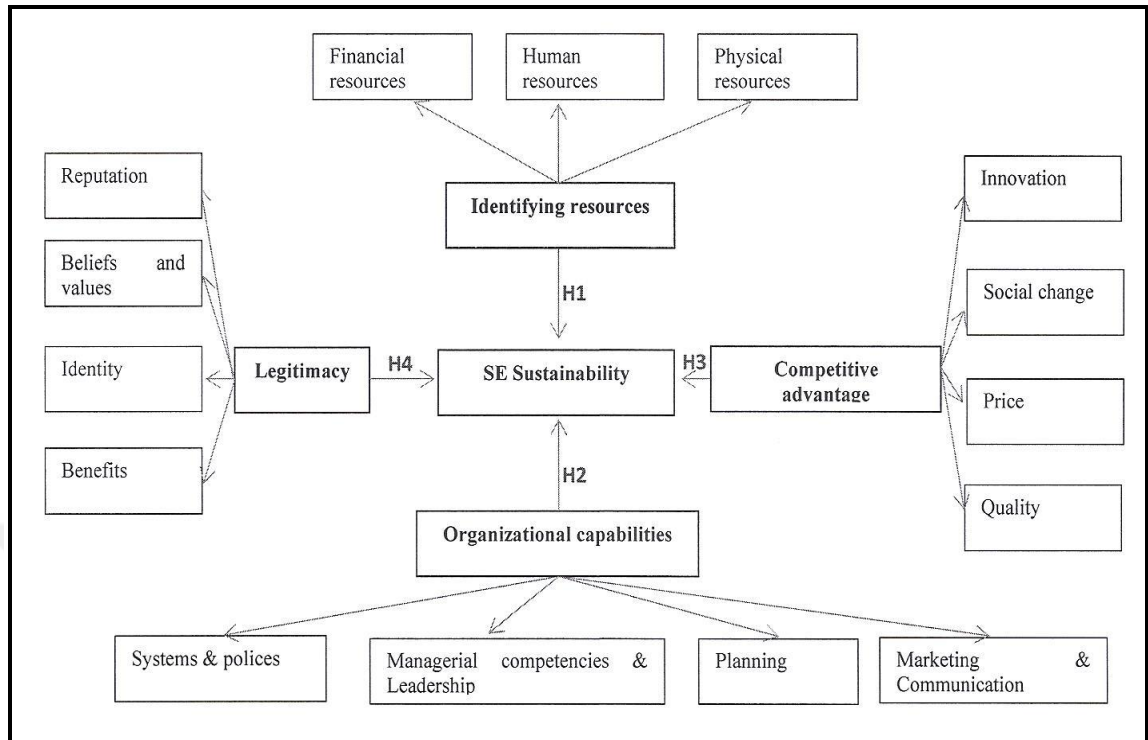 Financial
resources
Human
resources
Physical
resources
Reputation
Identifying resources
Innovation
Beliefs and
values
H1
Social change
Identity
Legitimacy
H4
SE Sustainability
H3
Competitive
advantage
Price
Benefits
H2
Quality
Organizational capabilities
Systems & polices
Managerial competencies &
Leadership
Planning
Marketing &
Communication